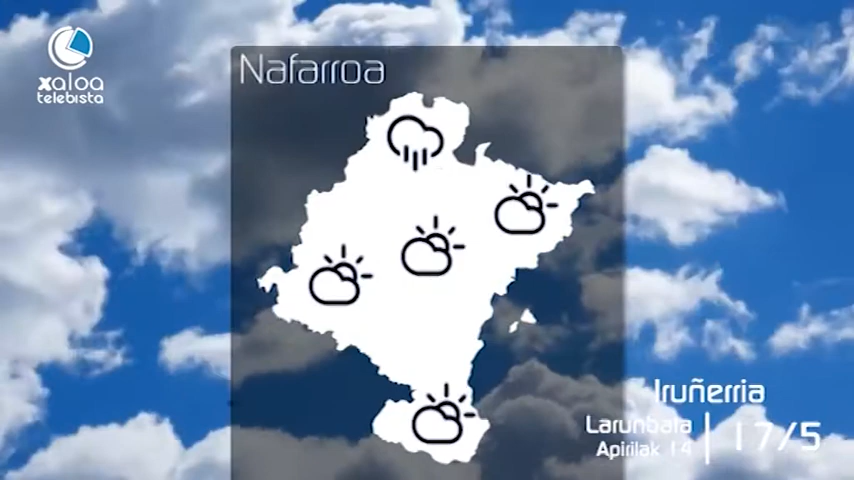 xaloa
telebista
Nafarroa
Iruñerria
Larunbata
Apirilak 14
17/5